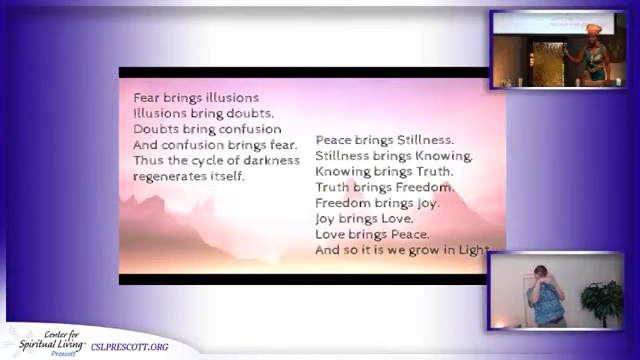 Fear brings illusions
Illusions bring doubts.
Doubts bring confusion
And confusion brings fear.
Thus the cycle of darkness
regenerates itself.
Peace brings Stillness.
Stillness brings Knowing.
Knowing brings Truth.
Truth brings Freedom.
Freedom brings Joy.
Joy brings Love.
Love brings Peace.
And so it is we grow in Light
Center for
Spiritual Living
Prescott
CSLPRESCOTT.ORG